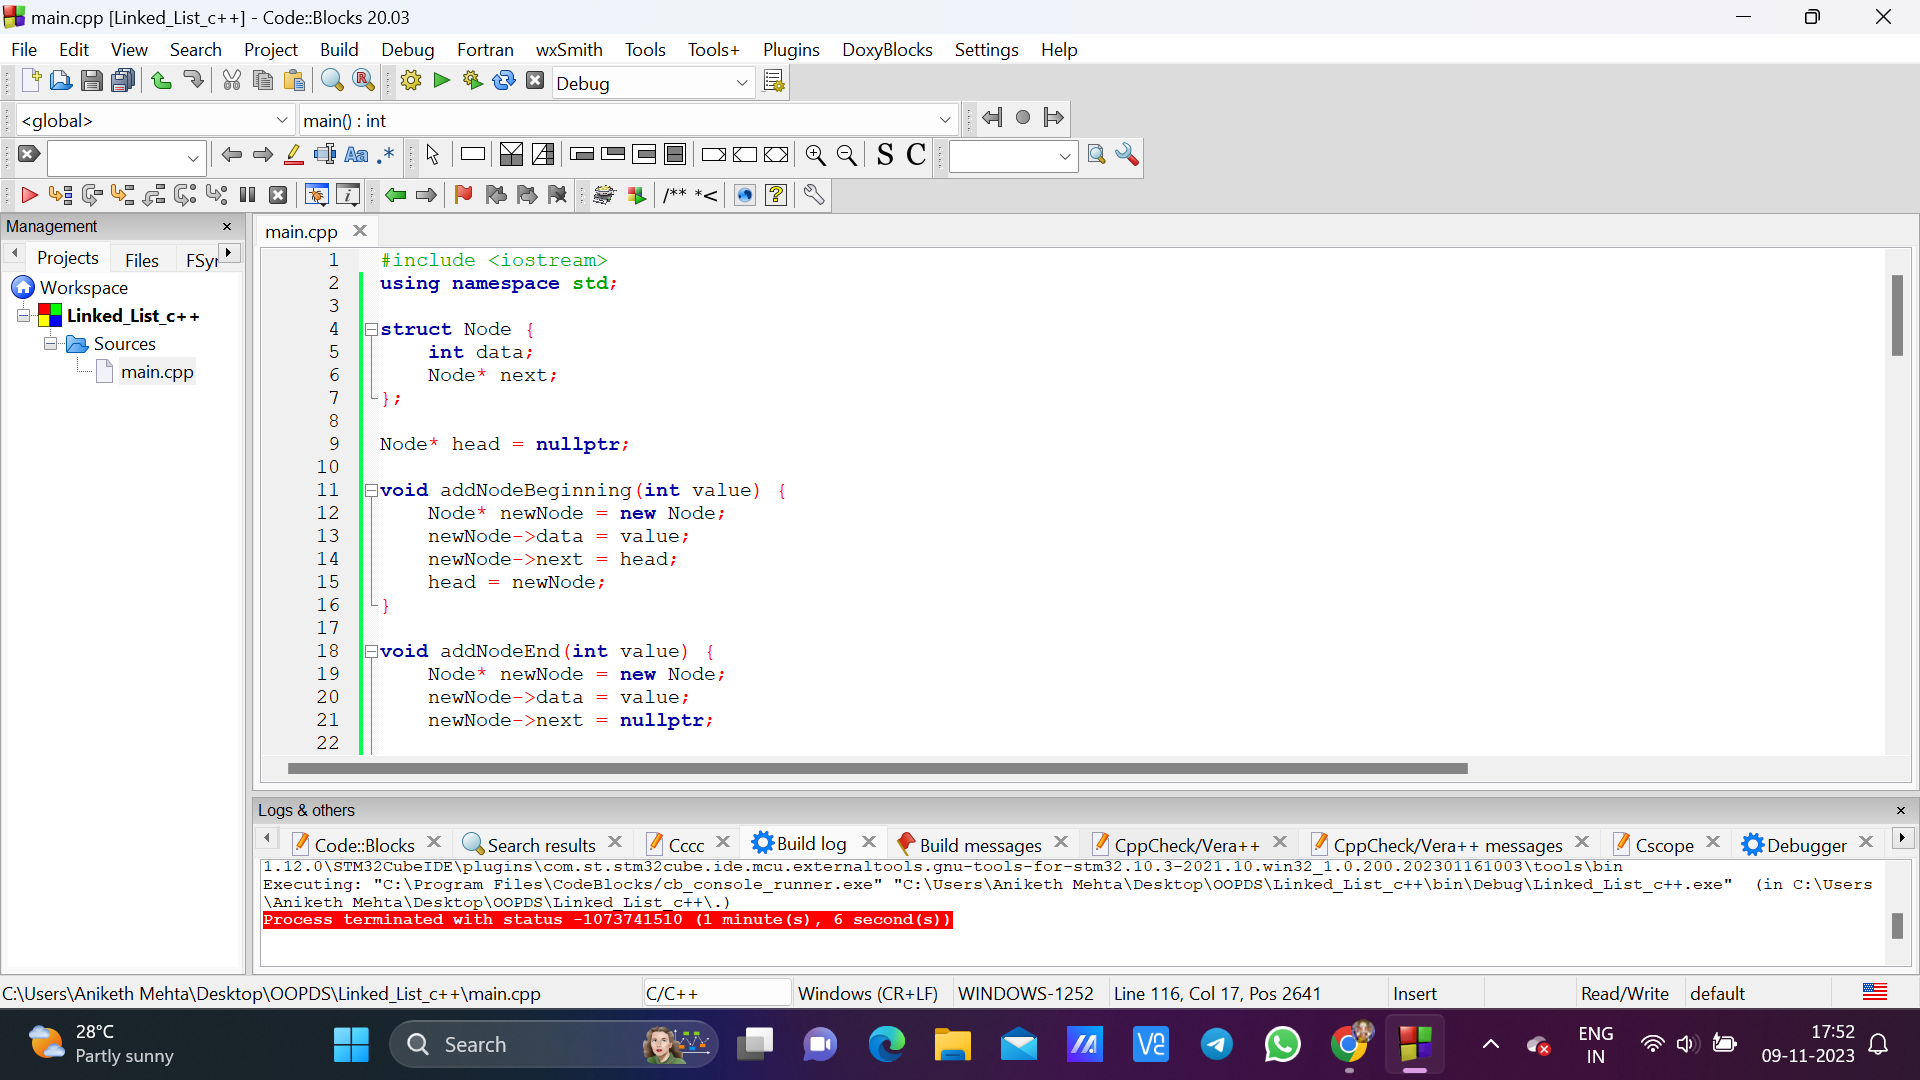 main.cpp [Linked_List_c++] - Code::Blocks 20.03
File Edit View Search Project Build Debug Fortran wxSmith Tools Tools+ Plugins DoxyBlocks Settings Help
Debug
<global> main() : int
Aa .* S C
/** *<
Management
Projects Files FSyr
Workspace
Linked_List_c++
Sources
main.cpp
main.cpp
1 #include <iostream>
2 using namespace std;
3
4 struct Node {
5 int data;
6 Node* next;
7 };
8
9 Node* head = nullptr;
10
11 void addNodeBeginning(int value) {
12 Node* newNode = new Node;
13 newNode->data = value;
14 newNode->next = head;
15 head = newNode;
16 }
17
18 void addNodeEnd(int value) {
19 Node* newNode = new Node;
20 newNode->data = value;
21 newNode->next = nullptr;
22
Logs & others
Code::Blocks Search results Cccc Build log Build messages CppCheck/Vera++ CppCheck/Vera++ messages Cscope Debugger
1.12.0\STM32CubeIDE\plugins\com.st.stm32cube.ide.mcu.externaltools.gnu-tools-for-stm32.10.3-2021.10.win32_1.0.200.202301161003\tools\bin
Executing: "C:\Program Files\CodeBlocks/cb_console_runner.exe" "C:\Users\Aniketh Mehta\Desktop\OOPDS\Linked_List_c++\bin\Debug\Linked_List_c++.exe" (in C:\Users
\Aniketh Mehta\Desktop\OOPDS\Linked_List_c++\.)
Process terminated with status -1073741510 (1 minute(s), 6 second(s))
C:\Users\Aniketh Mehta\Desktop\OOPDS\Linked_List_c++\main.cpp C/C++ Windows (CR+LF) WINDOWS-1252 Line 116, Col 17, Pos 2641 Insert Read/Write default
28°C
Partly sunny
Search
ENG
IN
17:52
09-11-2023